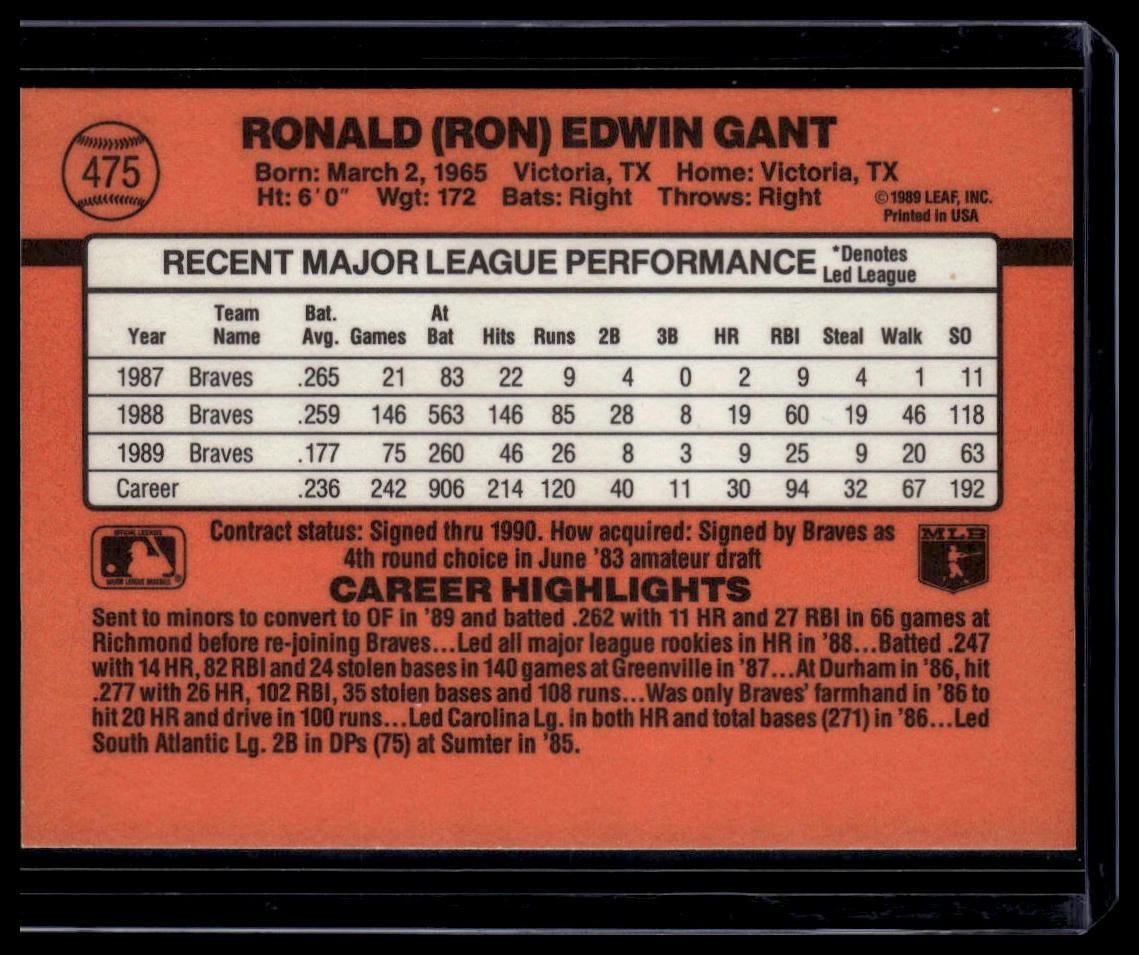 475
RONALD (RON) EDWIN GANT
Born: March 2, 1965 Victoria, TX Home: Victoria, TX
Ht: 6'0" Wgt: 172 Bats: Right Throws: Right
©1989 LEAF, INC.
Printed in USA
RECENT MAJOR LEAGUE PERFORMANCE *Denotes
Led League
Team Bat. At
Year Name Avg. Games Bat Hits Runs 2B 3B HR RBI Steal Walk SO
1987 Braves .265 21 83 22 9 4 0 2 9 4 1 11
1988 Braves .259 146 563 146 85 28 8 19 60 19 46 118
1989 Braves .177 75 260 46 26 8 3 9 25 9 20 63
Career .236 242 906 214 120 40 11 30 94 32 67 192
OFFICIAL LICENSEE
MAJOR LEAGUE BASEBALL
®
Contract status: Signed thru 1990. How acquired: Signed by Braves as
4th round choice in June '83 amateur draft
MLB
CAREER HIGHLIGHTS
Sent to minors to convert to OF in '89 and batted .262 with 11 HR and 27 RBI in 66 games at
Richmond before re-joining Braves...Led all major league rookies in HR in '88...Batted .247
with 14 HR, 82 RBI and 24 stolen bases in 140 games at Greenville in '87...At Durham in '86, hit
.277 with 26 HR, 102 RBI, 35 stolen bases and 108 runs...Was only Braves' farmhand in '86 to
hit 20 HR and drive in 100 runs...Led Carolina Lg. in both HR and total bases (271) in '86...Led
South Atlantic Lg. 2B in DPs (75) at Sumter in '85.